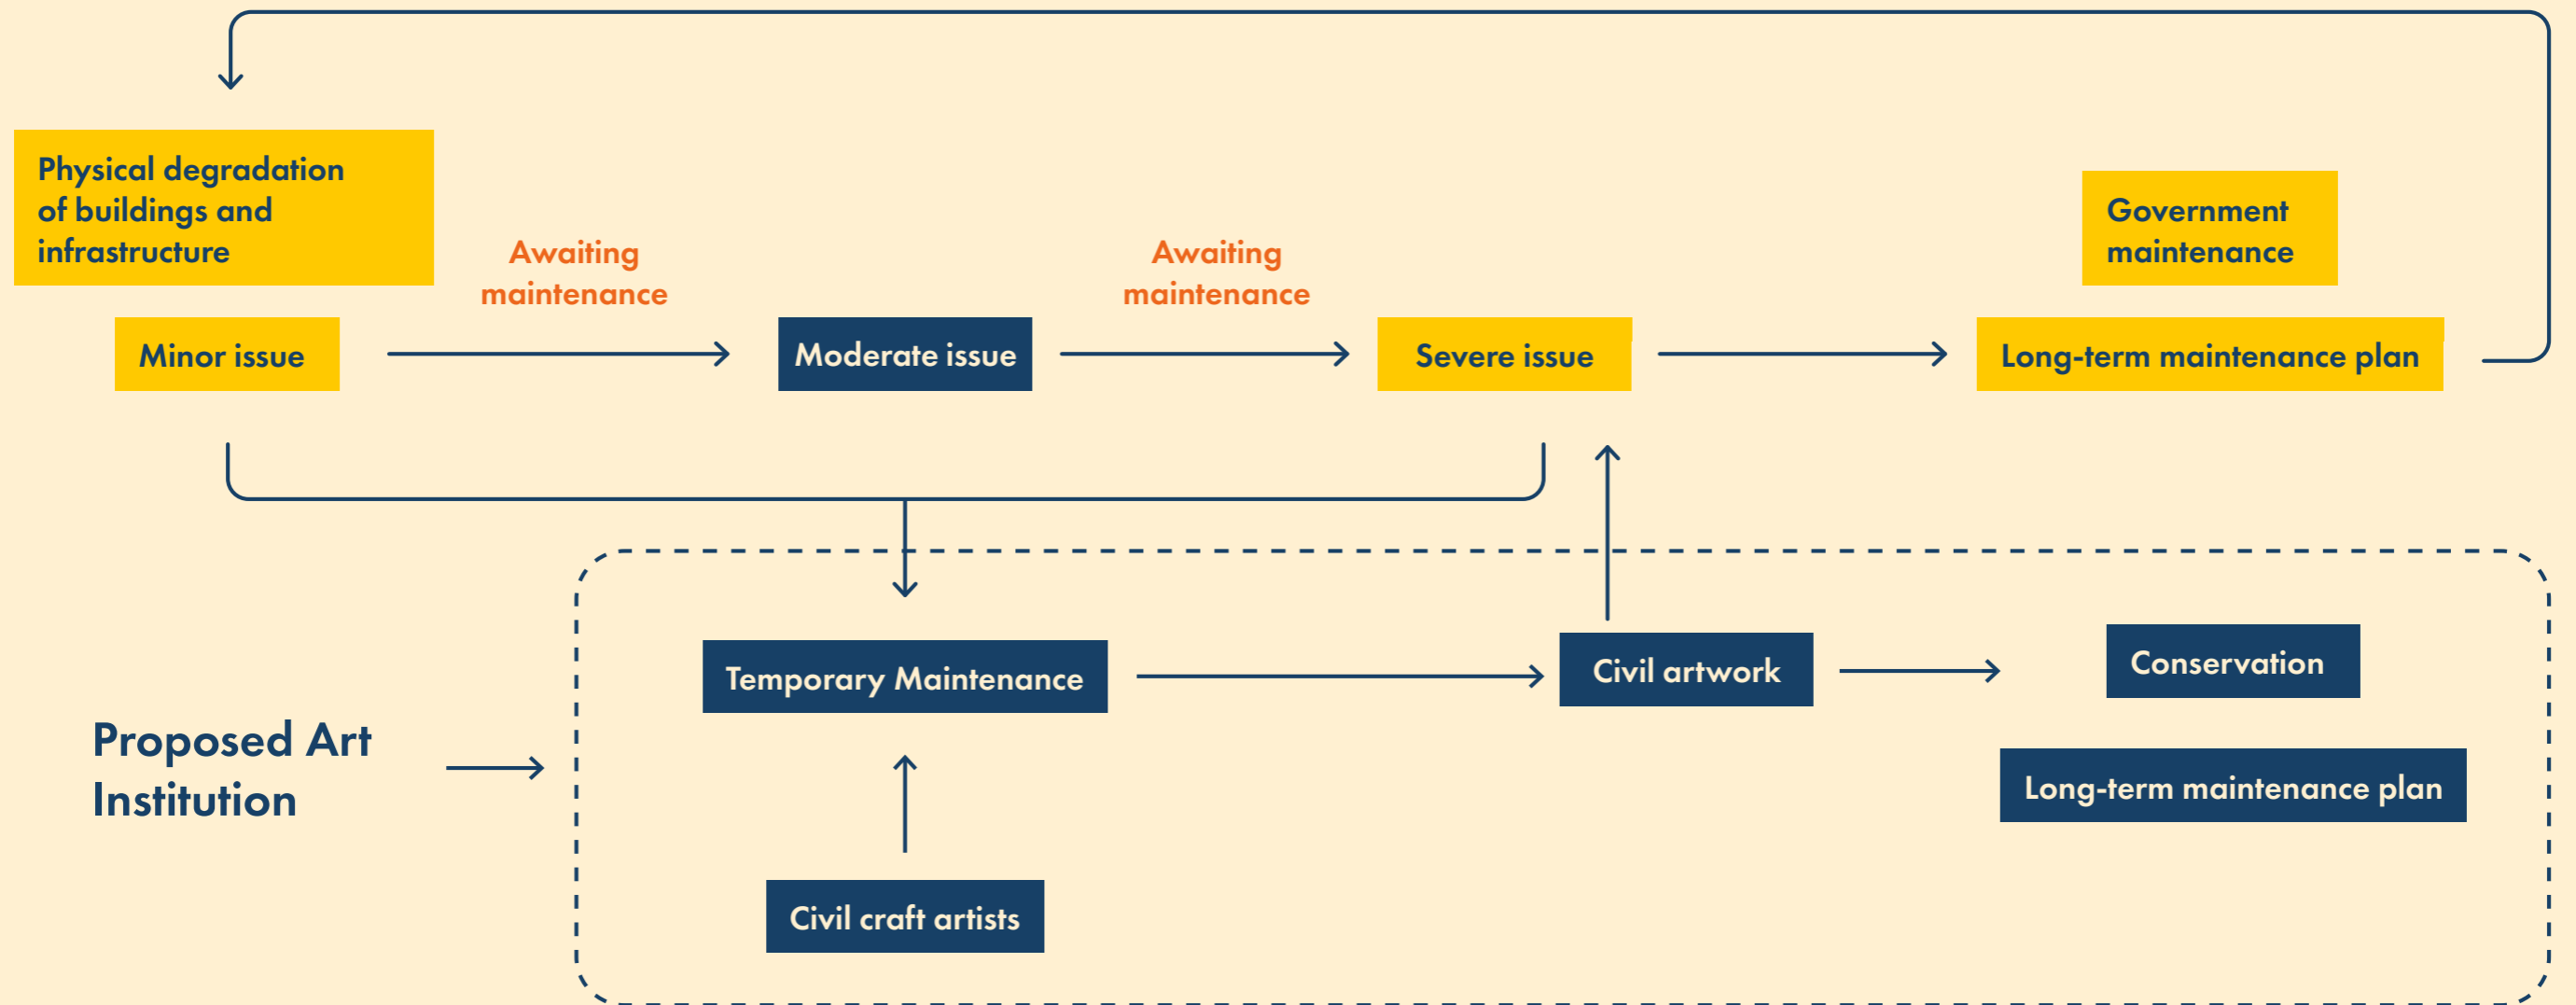 Physical degradation
of buildings and
infrastructure
Awaiting
maintenance
Awaiting
maintenance
Government
maintenance
Minor issue
Moderate issue
Severe issue
Long-term maintenance plan
Temporary Maintenance
Civil artwork
Conservation
Proposed Art
Institution
Long-term maintenance plan
Civil craft artists